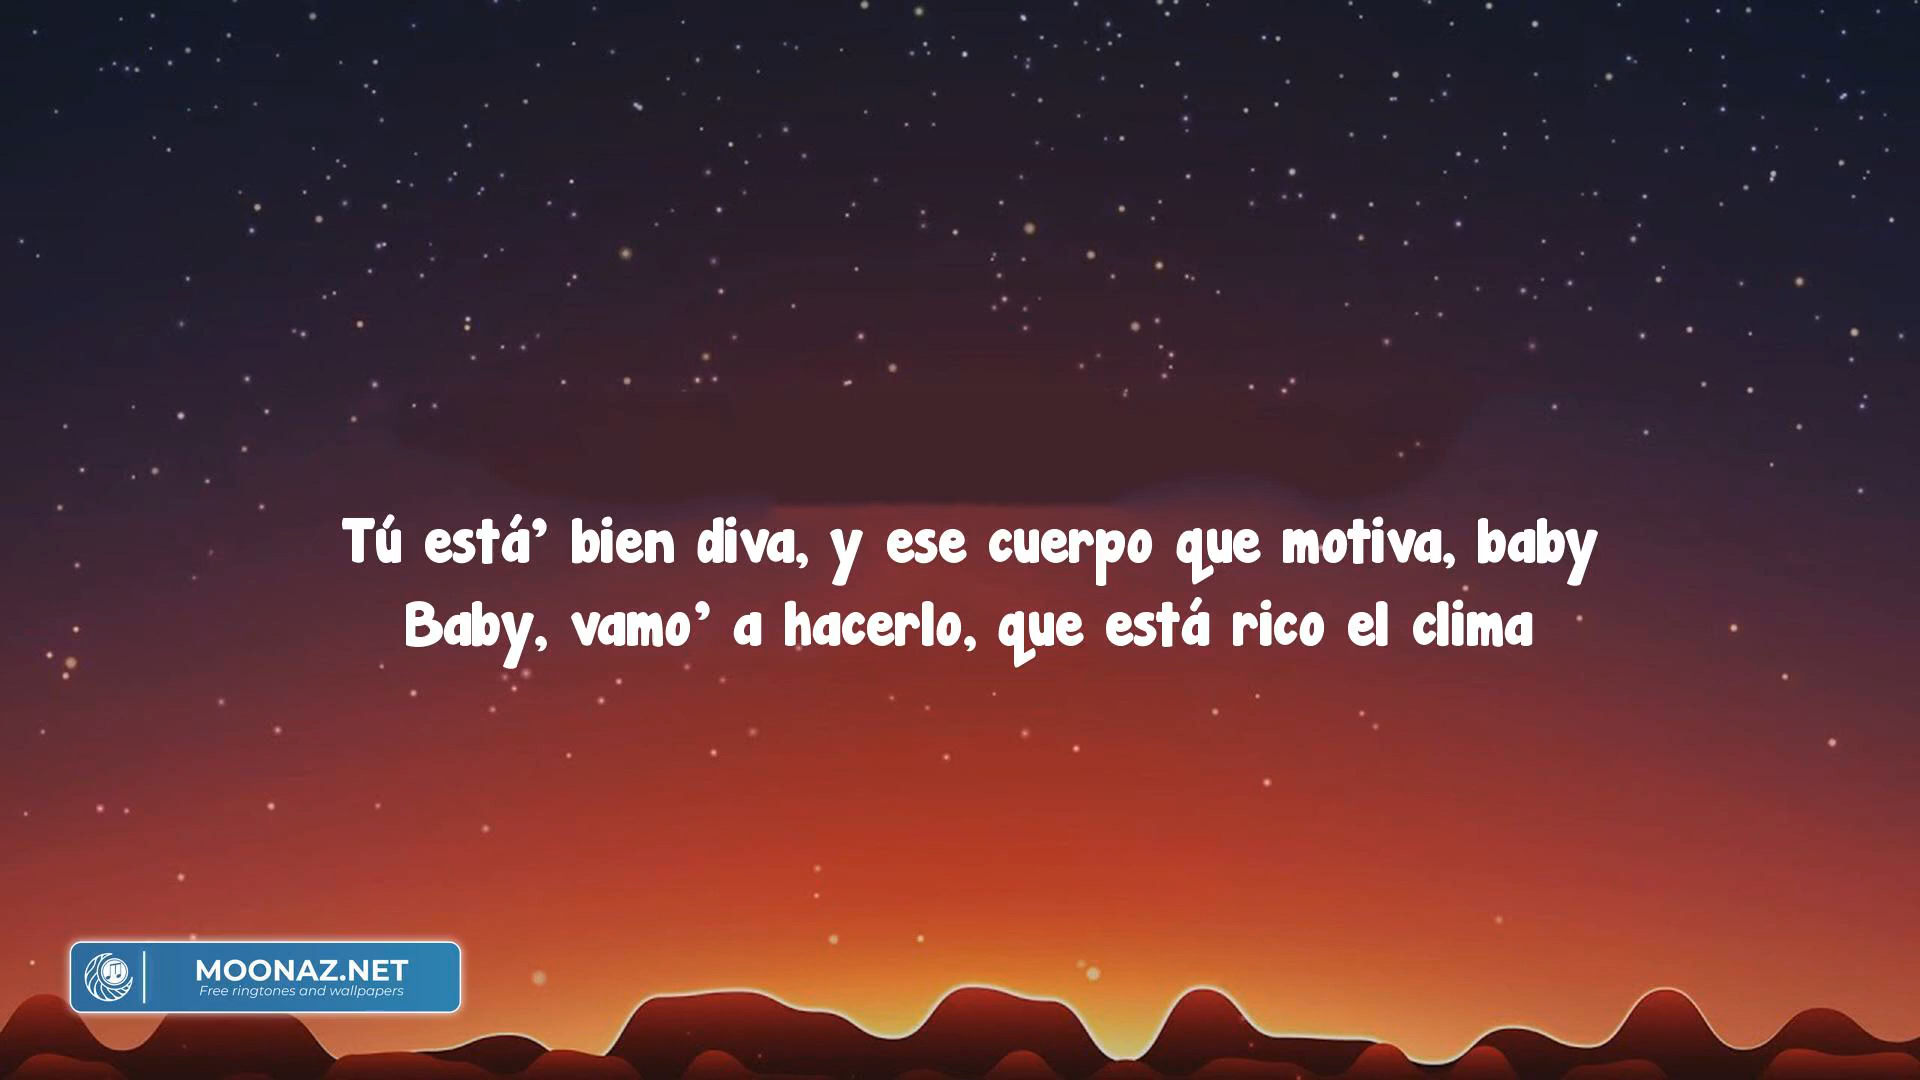 Tú está’ bien diva, y ese cuerpo que motiva, baby
Baby, vamo’ a hacerlo, que está rico el clima
MOONAZ.NET
Free ringtones and wallpapers